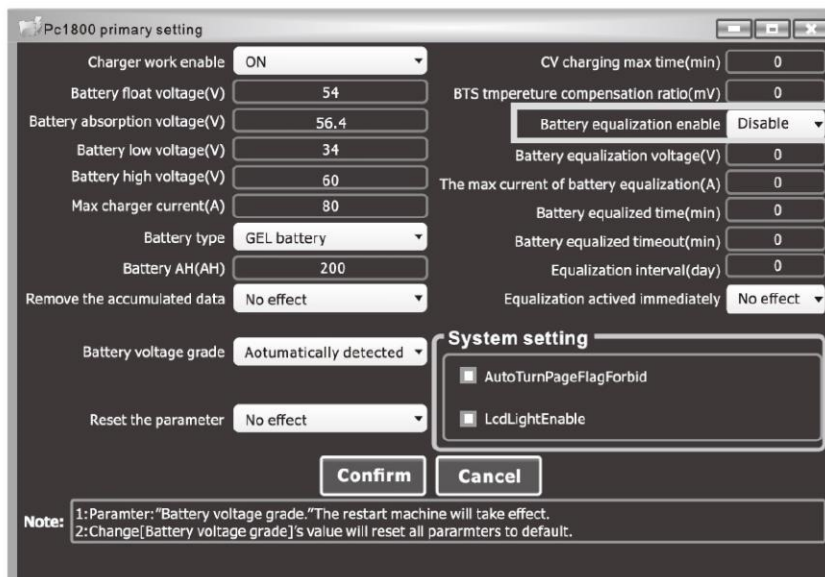 Pc1800 primary setting
Charger work enable ON
Battery float voltage(V) 54
Battery absorption voltage(V) 56.4
Battery low voltage(V) 34
Battery high voltage(V) 60
Max charger current(A) 80
Battery type GEL battery
Battery AH(AH) 200
Remove the accumulated data No effect
Battery voltage grade Aotumatically detected
Reset the parameter No effect
CV charging max time(min) 0
BTS tmpereture compensation ratio(mV) 0
Battery equalization enable Disable
Battery equalization voltage(V) 0
The max current of battery equalization(A) 0
Battery equalized time(min) 0
Battery equalized timeout(min) 0
Equalization interval(day) 0
Equalization actived immediately No effect
System setting
AutoTurnPageFlagForbid
LcdLightEnable
Confirm Cancel
Note: 1:Paramter:"Battery voltage grade."The restart machine will take effect.
2:Change[Battery voltage grade]'s value will reset all pararmters to default.